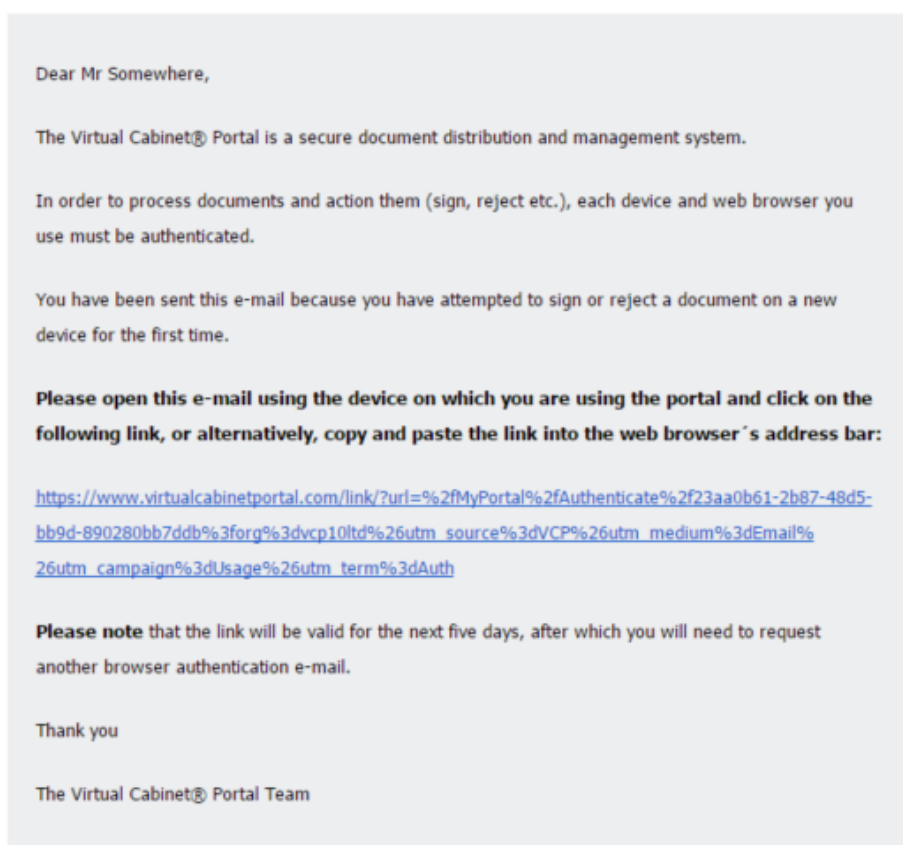 Dear Mr Somewhere,
The Virtual Cabinet® Portal is a secure document distribution and management system.
In order to process documents and action them (sign, reject etc.), each device and web browser you
use must be authenticated.
You have been sent this e-mail because you have attempted to sign or reject a document on a new
device for the first time.
Please open this e-mail using the device on which you are using the portal and click on the
following link, or alternatively, copy and paste the link into the web browser´s address bar:
https://www.virtualcabinetportal.com/link/?url=%2fMyPortal%2fAuthenticate%2f23aa0b61-2b87-48d5-
bb9d-890280bb7ddb%3forg%3dvcp10ltd%26utm_source%3dVCP%26utm_medium%3dEmail%
26utm_campaign%3dUsage%26utm_term%3dAuth
Please note that the link will be valid for the next five days, after which you will need to request
another browser authentication e-mail.
Thank you
The Virtual Cabinet® Portal Team